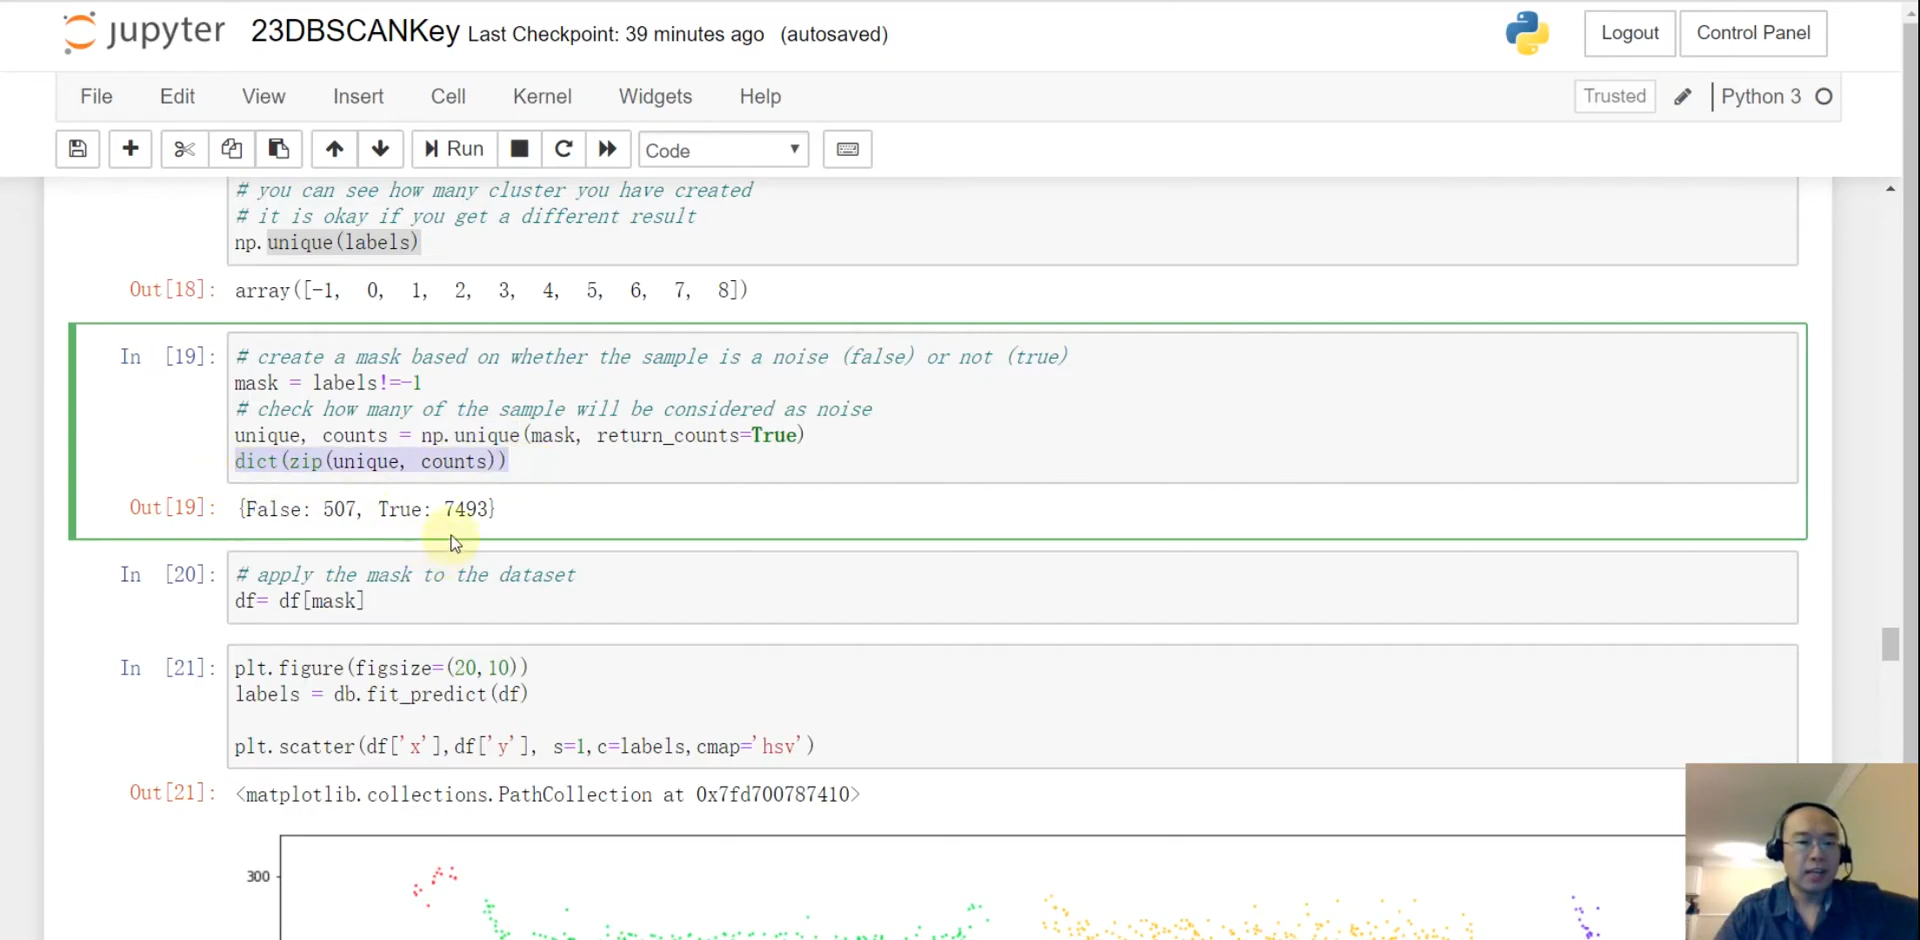 jupyter 23DBSCANKey Last Checkpoint: 39 minutes ago (autosaved)
Logout
Control Panel
File Edit View Insert Cell Kernel Widgets Help
Trusted
Python 3
Run
Code
# you can see how many cluster you have created
# it is okay if you get a different result
np.unique(labels)
Out[18]: array([-1, 0, 1, 2, 3, 4, 5, 6, 7, 8])
In [19]: # create a mask based on whether the sample is a noise (false) or not (true)
mask = labels!=-1
# check how many of the sample will be considered as noise
unique, counts = np.unique(mask, return_counts=True)
dict(zip(unique, counts))
Out[19]: {False: 507, True: 7493}
In [20]: # apply the mask to the dataset
df= df[mask]
In [21]: plt.figure(figsize=(20,10))
labels = db.fit_predict(df)
plt.scatter(df['x'],df['y'], s=1,c=labels,cmap='hsv')
Out[21]: <matplotlib.collections.PathCollection at 0x7fd700787410>
300